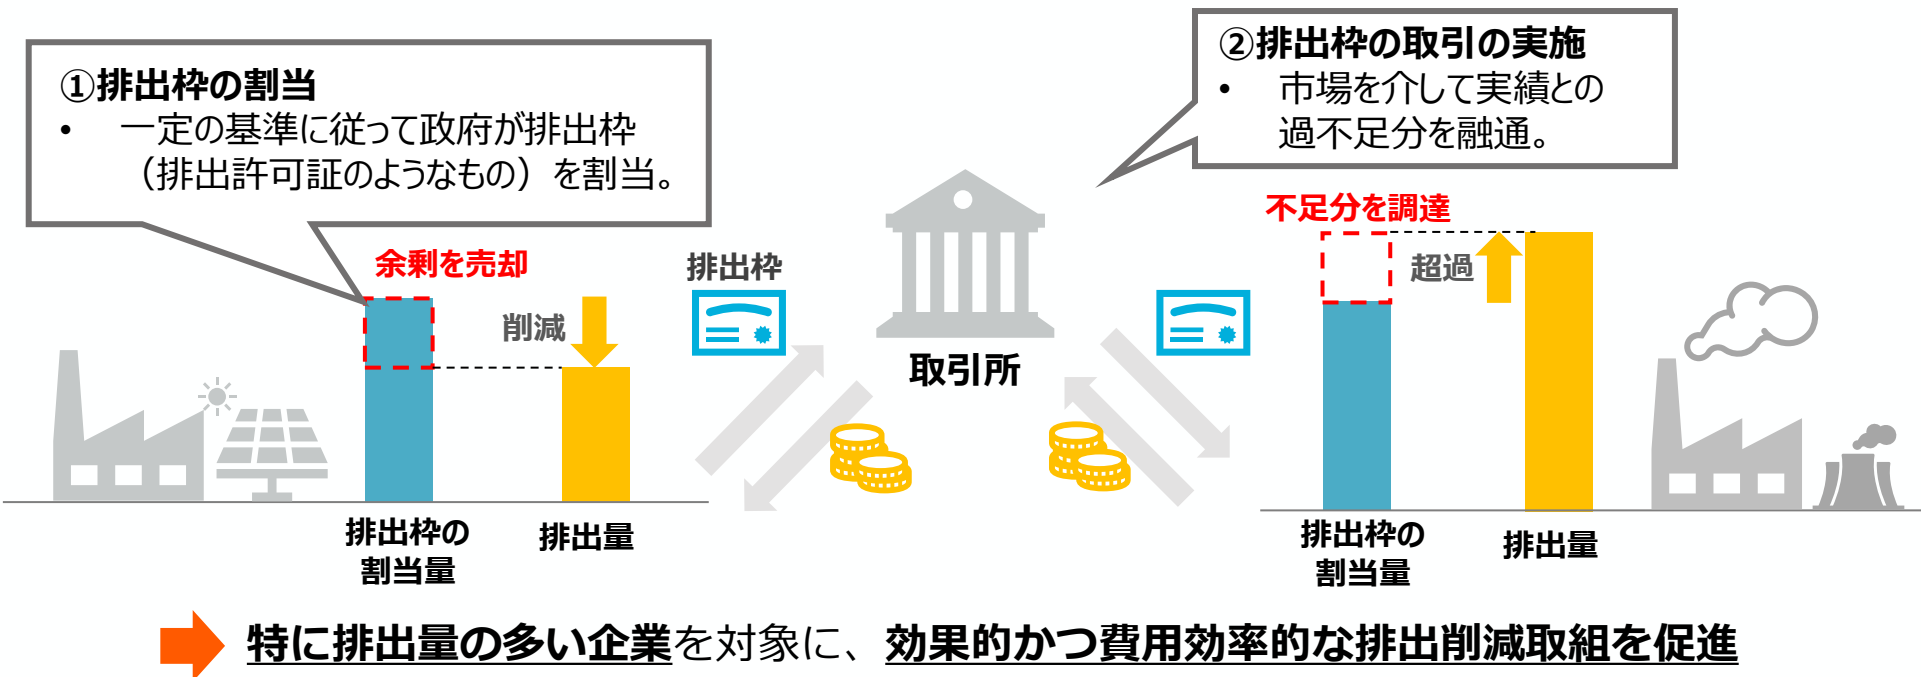 ①排出枠の割当
• 一定の基準に従って政府が排出枠
（排出許可証のようなもの）を割当。
②排出枠の取引の実施
• 市場を介して実績との
過不足分を融通。
余剰を売却
削減
排出枠
取引所
不足分を調達
超過
排出枠の
割当量
排出量
排出枠の
割当量
排出量
特に排出量の多い企業を対象に、効果的かつ費用効率的な排出削減取組を促進